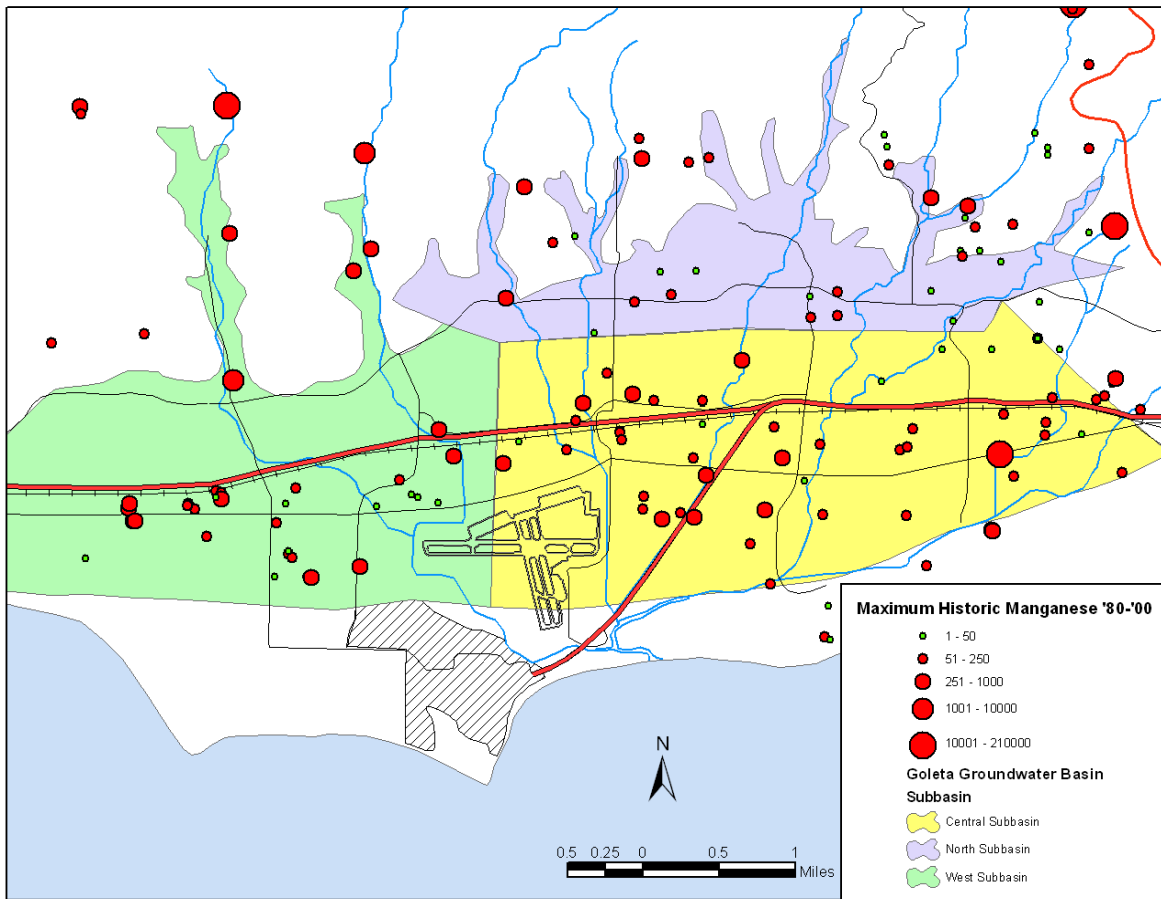 Maximum Historic Manganese '80-'00
1 - 50
51 - 250
251 - 1000
1001 - 10000
10001 - 210000
Goleta Groundwater Basin
Subbasin
Central Subbasin
North Subbasin
West Subbasin
N
0.5 0.25 0 0.5 1
Miles